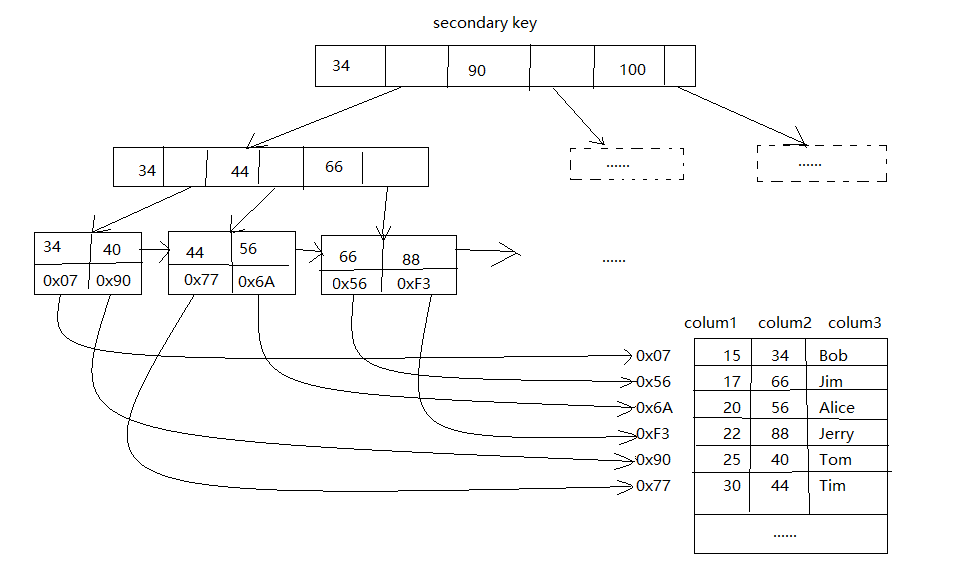 secondary key
34 90 100
34 44 66
...... ......
34 40 44 56 66 88
0x07 0x90 0x77 0x6A 0x56 0xF3
......
colum1 colum2 colum3
0x07 15 34 Bob
0x56 17 66 Jim
0x6A 20 56 Alice
0xF3 22 88 Jerry
0x90 25 40 Tom
0x77 30 44 Tim
......